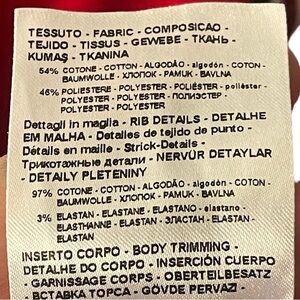 TESSUTO - FABRIC - COMPOSICAO -
TEJIDO - TISSUS - GEWEBE - ТКАНЬ -
KUMAŞ - TKANINA
54% COTONE - COTTON - ALGODÃO - algodón - COTON -
BAUMWOLLE - ХЛОПОК - PAMUK - BAVLNA
46% POLIESTERE - POLYESTER - POLIÉSTER - poliéster -
POLYESTER - POLYESTER - ПОЛИЭСТЕР -
POLYESTER - POLYESTER
Dettagli in maglia - RIB DETAILS - DETALHE
EM MALHA - Detalles de tejido de punto -
Détails en maille - Strick-Details -
Трикотажные детали - NERVÜR DETAYLAR
- DETAILY PLETENINY
97% COTONE - COTTON - ALGODÃO - algodón - COTON -
BAUMWOLLE - ХЛОПОК - PAMUK - BAVLNA
3% ELASTAN - ELASTANE - ELASTANO - elastano -
ELASTHANNE - ELASTAN - ЭЛАСТАН - ELASTAN -
ELASTAN
INSERTO CORPO - BODY TRIMMING -
DETALHE DO CORPO - INSERCIÓN CUERPO
- GARNISSAGE CORPS - OBERTEILBESATZ
- ВСТАВКА ТОРСА - GÖVDE PERVAZI -